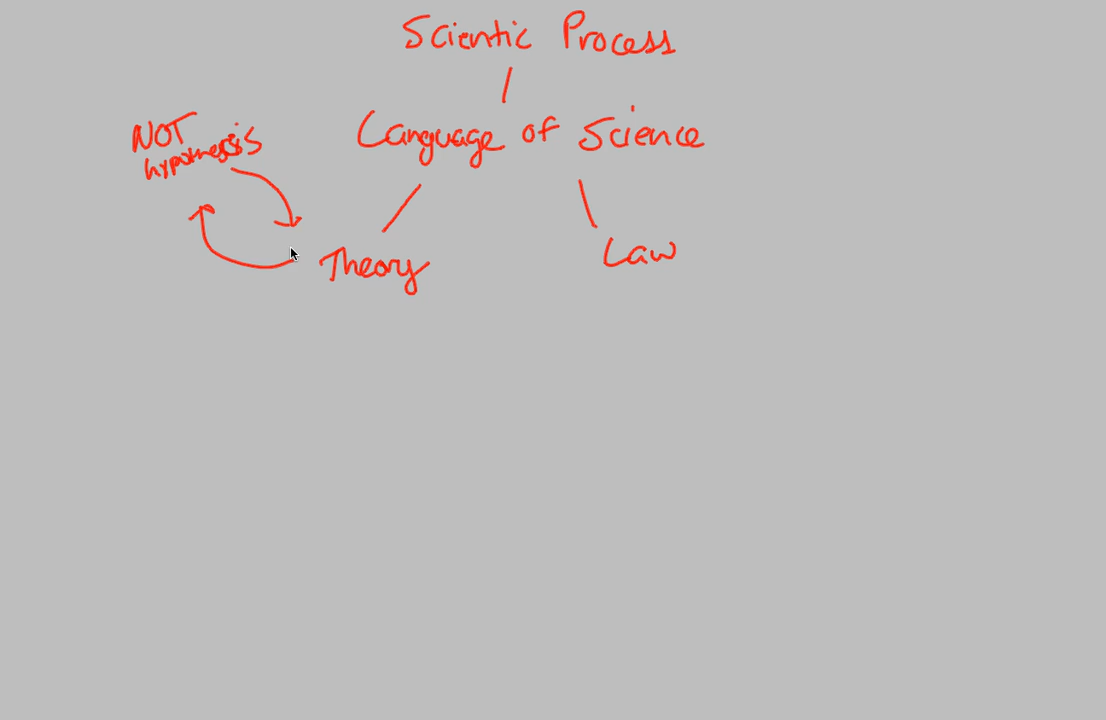 Scientic Process
Language of Science
NOT
hypothesis
Theory
Law